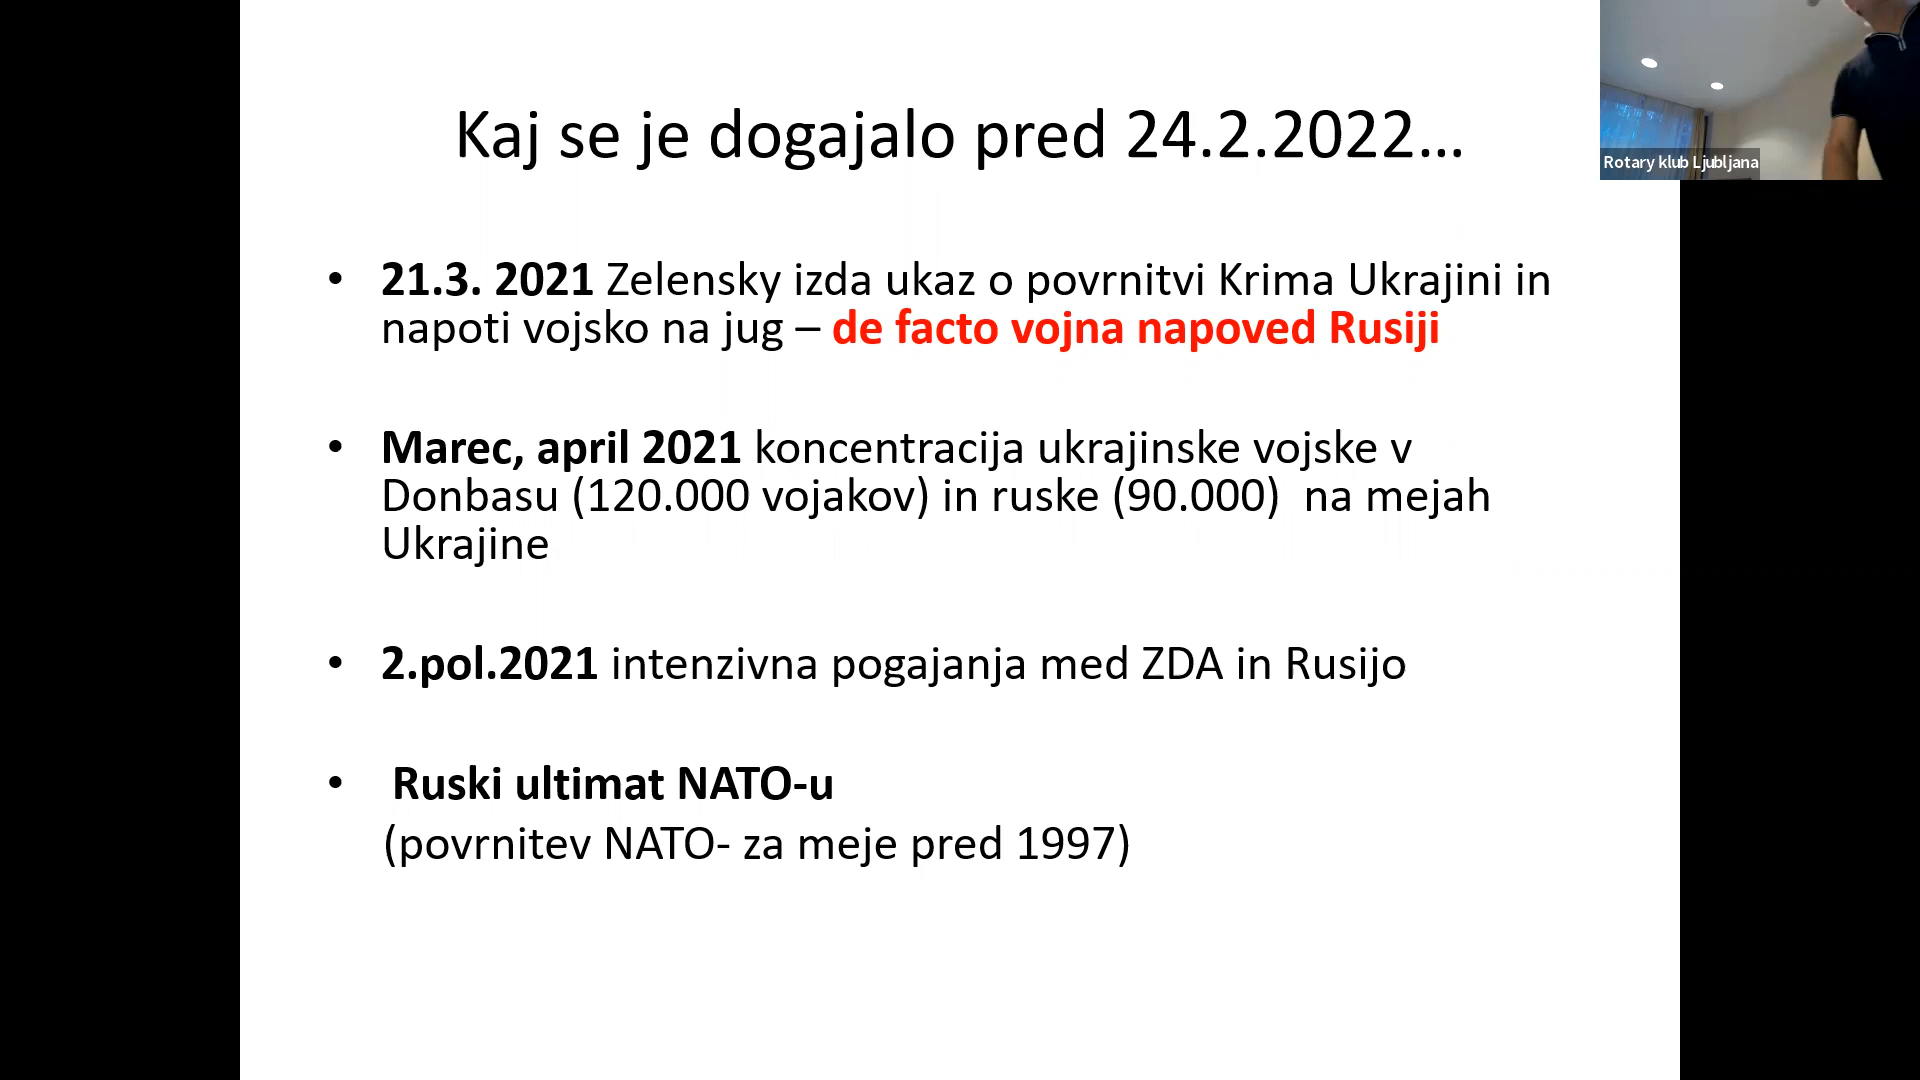 Kaj se je dogajalo pred 24.2.2022…
Rotary klub Ljubljana
• 21.3. 2021 Zelensky izda ukaz o povrnitvi Krima Ukrajini in
napoti vojsko na jug – de facto vojna napoved Rusiji
• Marec, april 2021 koncentracija ukrajinske vojske v
Donbasu (120.000 vojakov) in ruske (90.000) na mejah
Ukrajine
• 2.pol.2021 intenzivna pogajanja med ZDA in Rusijo
• Ruski ultimat NATO-u
(povrnitev NATO- za meje pred 1997)